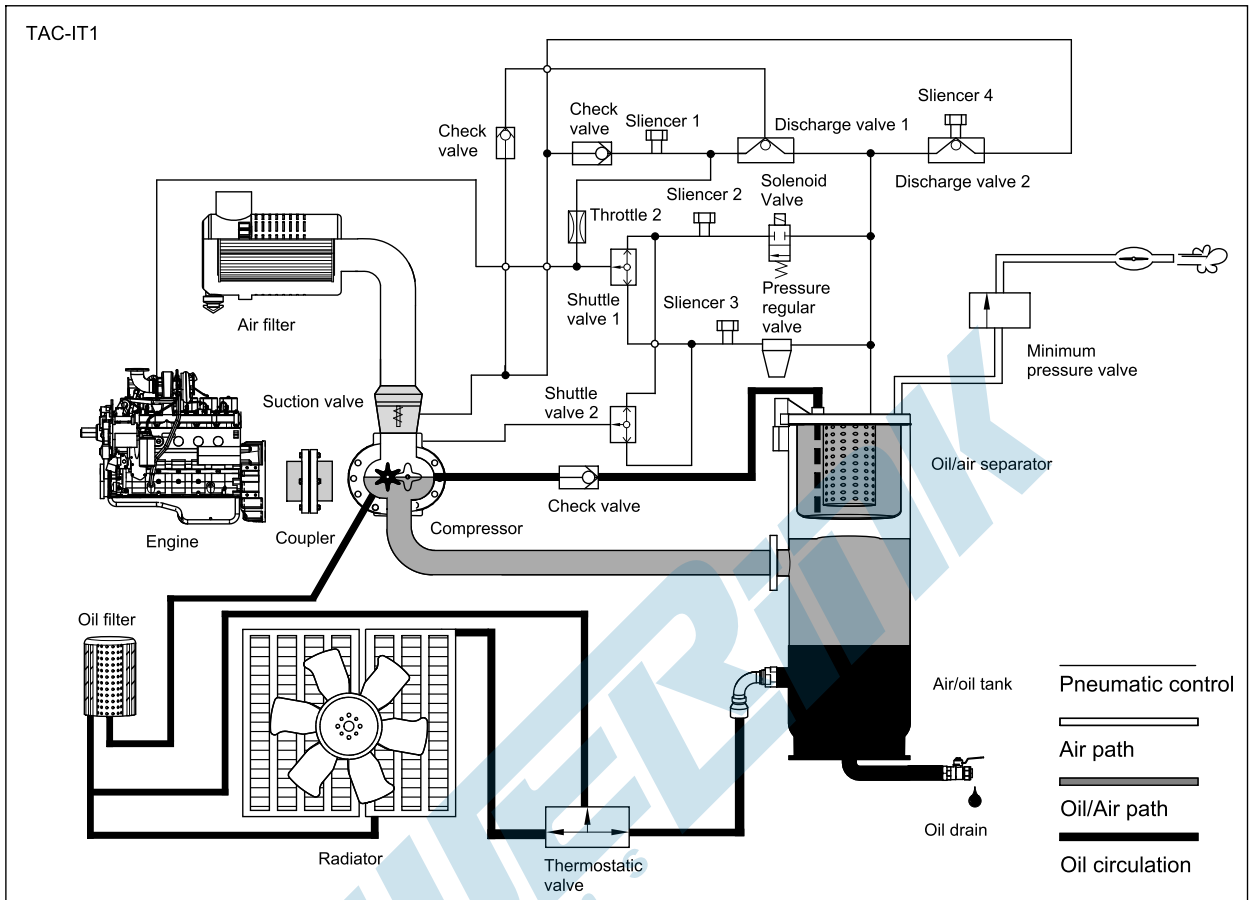 TAC-IT1
Check
valve
Check
valve
Sliencer 1
Discharge valve 1
Sliencer 4
Discharge valve 2
Sliencer 2
Solenoid
Valve
Throttle 2
Shuttle
valve 1
Sliencer 3
Pressure
regular
valve
Air filter
Minimum
pressure valve
Suction valve
Shuttle
valve 2
Oil/air separator
Engine
Coupler
Compressor
Check valve
Oil filter
Air/oil tank
Radiator
Thermostatic
valve
Oil drain
Pneumatic control
Air path
Oil/Air path
Oil circulation